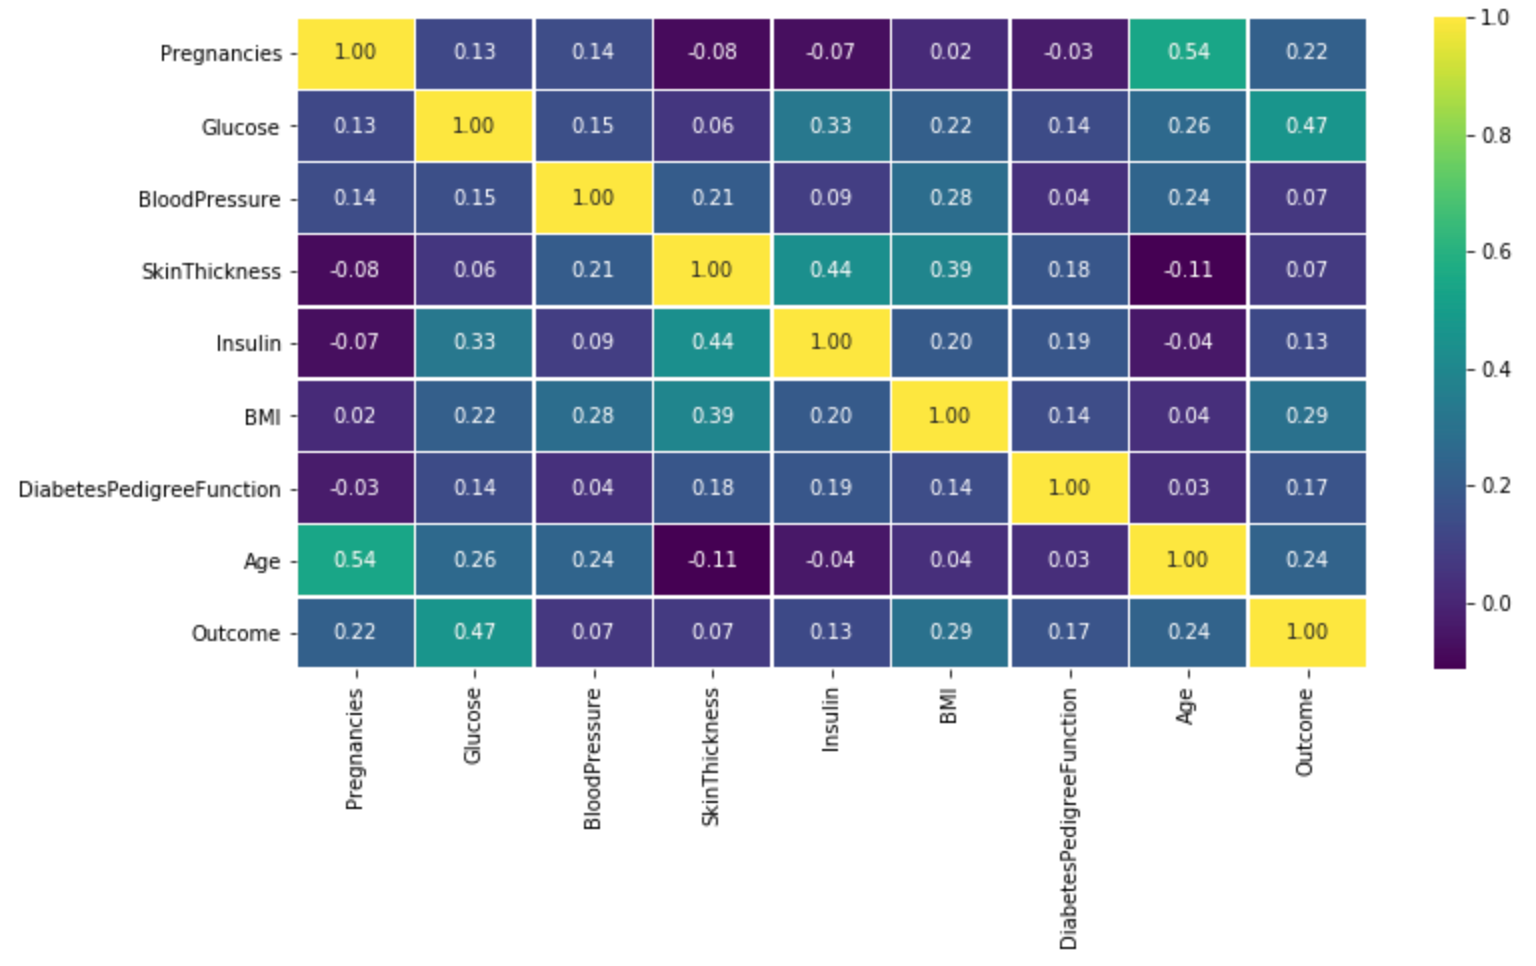 Pregnancies 1.00 0.13 0.14 -0.08 -0.07 0.02 -0.03 0.54 0.22
Glucose 0.13 1.00 0.15 0.06 0.33 0.22 0.14 0.26 0.47
BloodPressure 0.14 0.15 1.00 0.21 0.09 0.28 0.04 0.24 0.07
SkinThickness -0.08 0.06 0.21 1.00 0.44 0.39 0.18 -0.11 0.07
Insulin -0.07 0.33 0.09 0.44 1.00 0.20 0.19 -0.04 0.13
BMI 0.02 0.22 0.28 0.39 0.20 1.00 0.14 0.04 0.29
DiabetesPedigreeFunction -0.03 0.14 0.04 0.18 0.19 0.14 1.00 0.03 0.17
Age 0.54 0.26 0.24 -0.11 -0.04 0.04 0.03 1.00 0.24
Outcome 0.22 0.47 0.07 0.07 0.13 0.29 0.17 0.24 1.00
Pregnancies
Glucose
BloodPressure
SkinThickness
Insulin
BMI
DiabetesPedigreeFunction
Age
Outcome
1.0
0.8
0.6
0.4
0.2
0.0